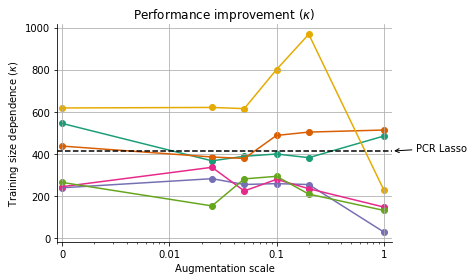 Performance improvement (κ)
Training size dependence (κ)
1000
800
600
400
200
0
PCR Lasso
0
0.01
0.1
1
Augmentation scale